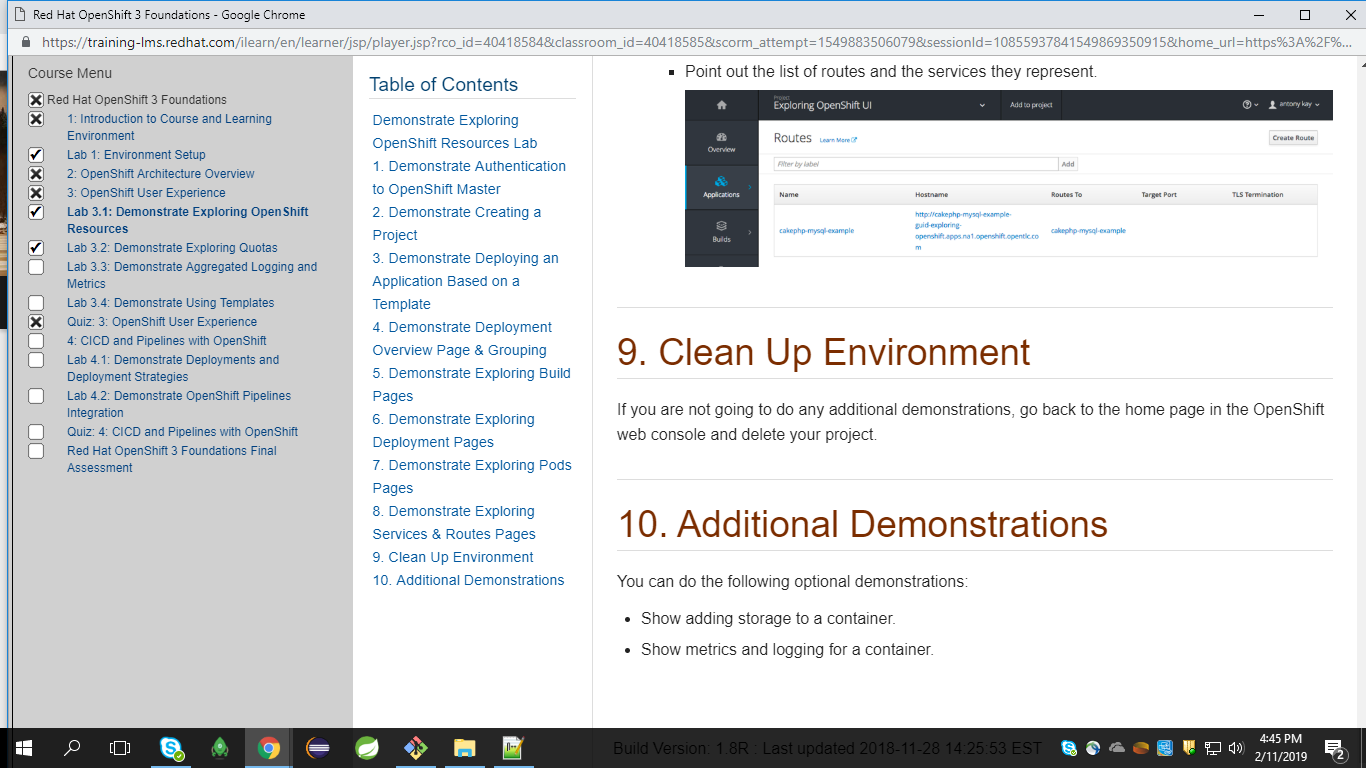 Red Hat OpenShift 3 Foundations - Google Chrome
https://training-lms.redhat.com/ilearn/en/learner/jsp/player.jsp?rco_id=40418584&classroom_id=40418585&scorm_attempt=1549883506079&sessionId=10855937841549869350915&home_url=https%3A%2F%...
Course Menu
Red Hat OpenShift 3 Foundations
1: Introduction to Course and Learning
Environment
Lab 1: Environment Setup
2: OpenShift Architecture Overview
3: OpenShift User Experience
Lab 3.1: Demonstrate Exploring OpenShift
Resources
Lab 3.2: Demonstrate Exploring Quotas
Lab 3.3: Demonstrate Aggregated Logging and
Metrics
Lab 3.4: Demonstrate Using Templates
Quiz: 3: OpenShift User Experience
4: CICD and Pipelines with OpenShift
Lab 4.1: Demonstrate Deployments and
Deployment Strategies
Lab 4.2: Demonstrate OpenShift Pipelines
Integration
Quiz: 4: CICD and Pipelines with OpenShift
Red Hat OpenShift 3 Foundations Final
Assessment
Table of Contents
Demonstrate Exploring
OpenShift Resources Lab
1. Demonstrate Authentication
to OpenShift Master
2. Demonstrate Creating a
Project
3. Demonstrate Deploying an
Application Based on a
Template
4. Demonstrate Deployment
Overview Page & Grouping
5. Demonstrate Exploring Build
Pages
6. Demonstrate Exploring
Deployment Pages
7. Demonstrate Exploring Pods
Pages
8. Demonstrate Exploring
Services & Routes Pages
9. Clean Up Environment
10. Additional Demonstrations
Point out the list of routes and the services they represent.
Project
Exploring OpenShift UI
Add to project
antony kay
Overview
Applications
Builds
Routes Learn More
Create Route
Filter by label
Add
Name Hostname Routes To Target Port TLS Termination
cakephp-mysql-example
http://cakephp-mysql-example-
guid-exploring-
openshift.apps.na1.openshift.opentlc.co
m
cakephp-mysql-example
9. Clean Up Environment
If you are not going to do any additional demonstrations, go back to the home page in the OpenShift
web console and delete your project.
10. Additional Demonstrations
You can do the following optional demonstrations:
• Show adding storage to a container.
• Show metrics and logging for a container.
Build Version: 1.8R : Last updated 2018-11-28 14:25:53 EST
4:45 PM
2/11/2019
2